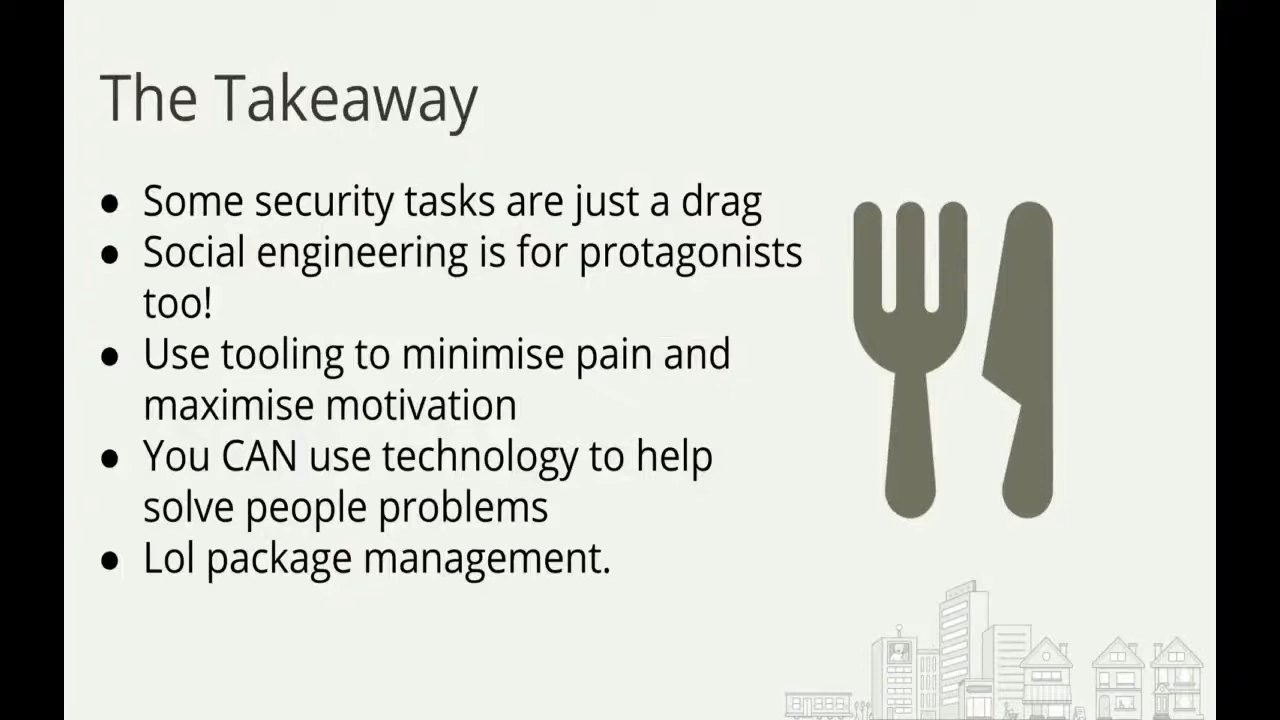 The Takeaway
● Some security tasks are just a drag
● Social engineering is for protagonists
too!
● Use tooling to minimise pain and
maximise motivation
● You CAN use technology to help
solve people problems
● Lol package management.